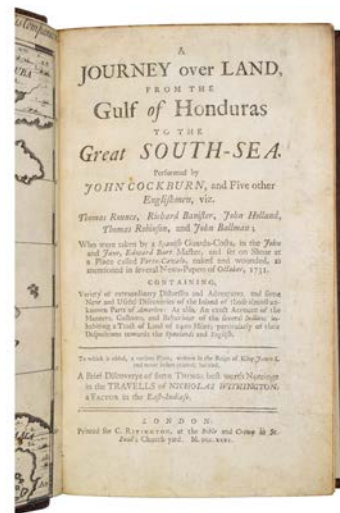 A
JOURNEY over LAND,
FROM THE
Gulf of Honduras
TO THE
Great SOUTH-SEA.
Performed by
JOHN COCKBURN, and Five other
Englishmen, viz.
Thomas Rounce, Richard Banister, John Holland,
Thomas Robinson, and John Ballman;
Who were taken by a Spanish Guarda-Costa, in the John
and Jane, Edward Burt Master, and set on Shore at
a Place called Porto-Cavalo, naked and wounded, as
mentioned in several News-Papers of October, 1731.
CONTAINING,
Variety of extraordinary Distresses and Adventures, and some
New and Useful Discoveries of the Inland of those almost un-
known Parts of America: As also, An exact Account of the
Manners, Customs, and Behaviour of the several Indians in-
habiting a Tract of Land of 2400 Miles; particularly of their
Dispositions towards the Spaniards and English.
To which is added, a curious Piece, written in the Reign of King James I.
and never before printed, intitled,
A Brief Discoverye of some Things best worth Noteinge
in the TRAVELLS of NICHOLAS WITHINGTON,
a Factor in the East-Indiase.
LONDON:
Printed for C. RIVINGTON, at the Bible and Crown in St.
Paul's Church-yard.